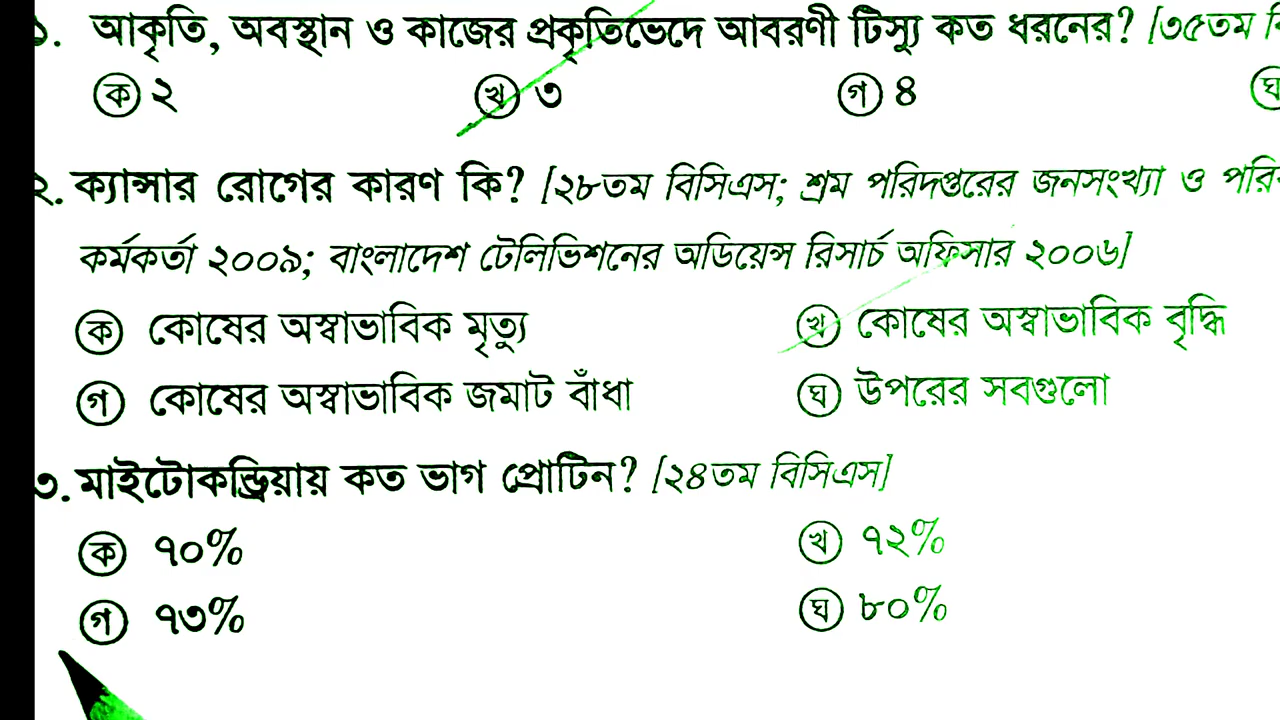 ১. আকৃতি, অবস্থান ও কাজের প্রকৃতিভেদে আবরণী টিস্যু কত ধরনের? [৩৫তম
ক ২ খ ৩ গ ৪ ঘ
২. ক্যান্সার রোগের কারণ কি? [২৮তম বিসিএস; শ্রম পরিদপ্তরের জনসংখ্যা ও
কর্মকর্তা ২০০৯; বাংলাদেশ টেলিভিশনের অডিয়েন্স রিসার্চ অফিসার ২০০৬]
ক কোষের অস্বাভাবিক মৃত্যু খ কোষের অস্বাভাবিক বৃদ্ধি
গ কোষের অস্বাভাবিক জমাট বাঁধা ঘ উপরের সবগুলো
৩. মাইটোকন্ড্রিয়ায় কত ভাগ প্রোটিন? [২৪তম বিসিএস]
ক ৭০% খ ৭২%
গ ৭৩% ঘ ৮০%